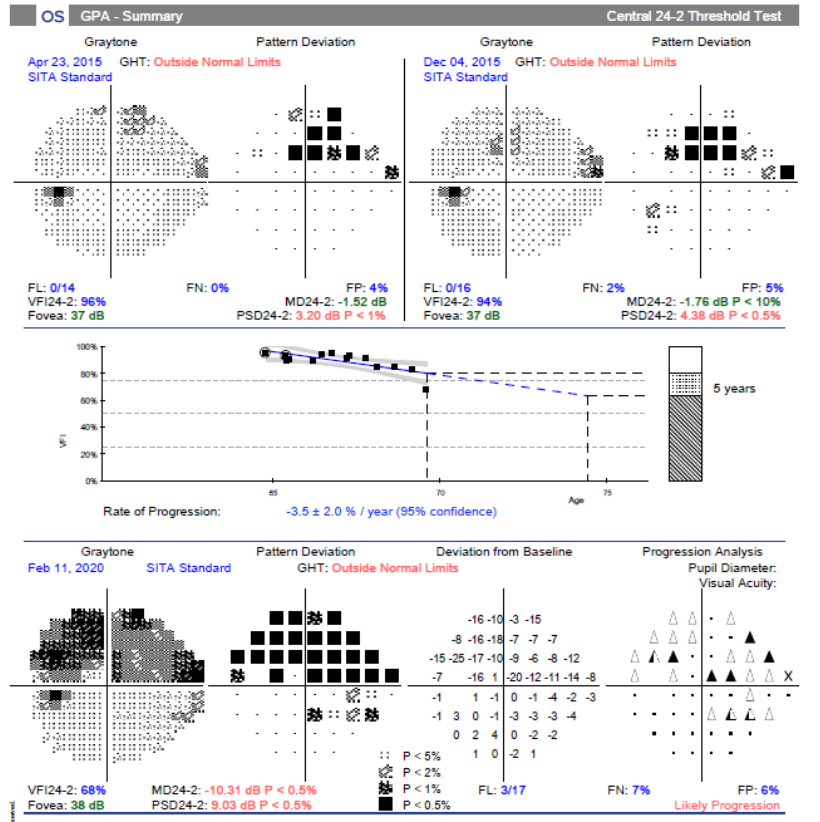 OS GPA - Summary Central 24-2 Threshold Test
Graytone Pattern Deviation Graytone Pattern Deviation
Apr 23, 2015 GHT: Outside Normal Limits Dec 04, 2015 GHT: Outside Normal Limits
SITA Standard SITA Standard
FL: 0/14 FN: 0% FP: 4% FL: 0/16 FN: 2% FP: 5%
VFI24-2: 96% MD24-2: -1.52 dB VFI24-2: 94% MD24-2: -1.76 dB P < 10%
Fovea: 37 dB PSD24-2: 3.20 dB P < 1% Fovea: 37 dB PSD24-2: 4.38 dB P < 0.5%
100%
80%
5 years
60%
VFI
40%
20%
0%
65 70 75
Age
Rate of Progression: -3.5 ± 2.0 % / year (95% confidence)
Graytone Pattern Deviation Deviation from Baseline Progression Analysis
Feb 11, 2020 SITA Standard GHT: Outside Normal Limits Pupil Diameter:
Visual Acuity:
-16 -10 -3 -15
-8 -16 -18 -7 -7 -7
-15 -25 -17 -10 -9 -6 -8 -12
-7 -16 1 -20 -12 -11 -14 -8 X
-1 1 -1 0 -1 -4 -2 -3
-1 3 0 -1 -3 -3 -3 -4
0 2 4 0 -2 -2
1 0 -2 1
P < 5%
P < 2%
P < 1%
P < 0.5%
VFI24-2: 68% MD24-2: -10.31 dB P < 0.5% FL: 3/17 FN: 7% FP: 6%
Fovea: 38 dB PSD24-2: 9.03 dB P < 0.5% Likely Progression